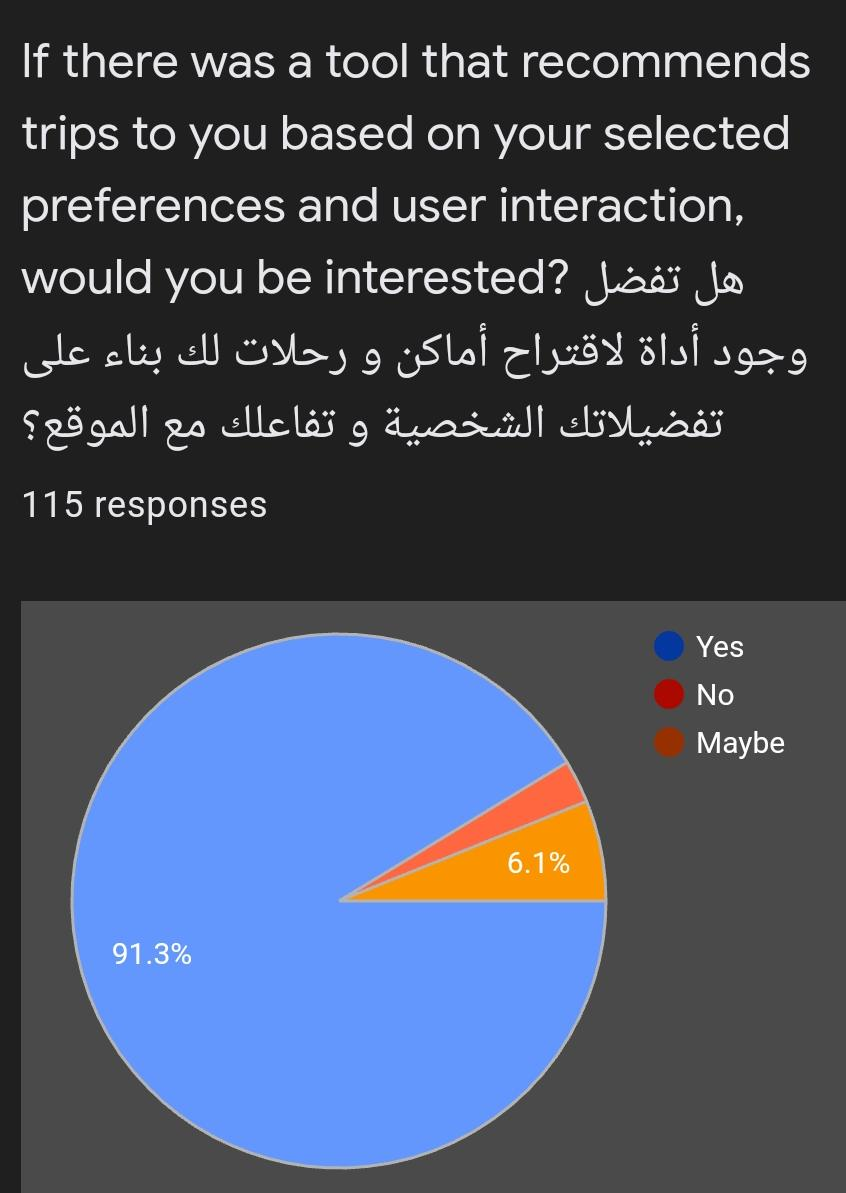 If there was a tool that recommends
trips to you based on your selected
preferences and user interaction,
would you be interested? هل تفضل
وجود أداة لاقتراح أماكن و رحلات لك بناء على
تفضيلاتك الشخصية و تفاعلك مع الموقع؟
115 responses
Yes
No
Maybe
6.1%
91.3%